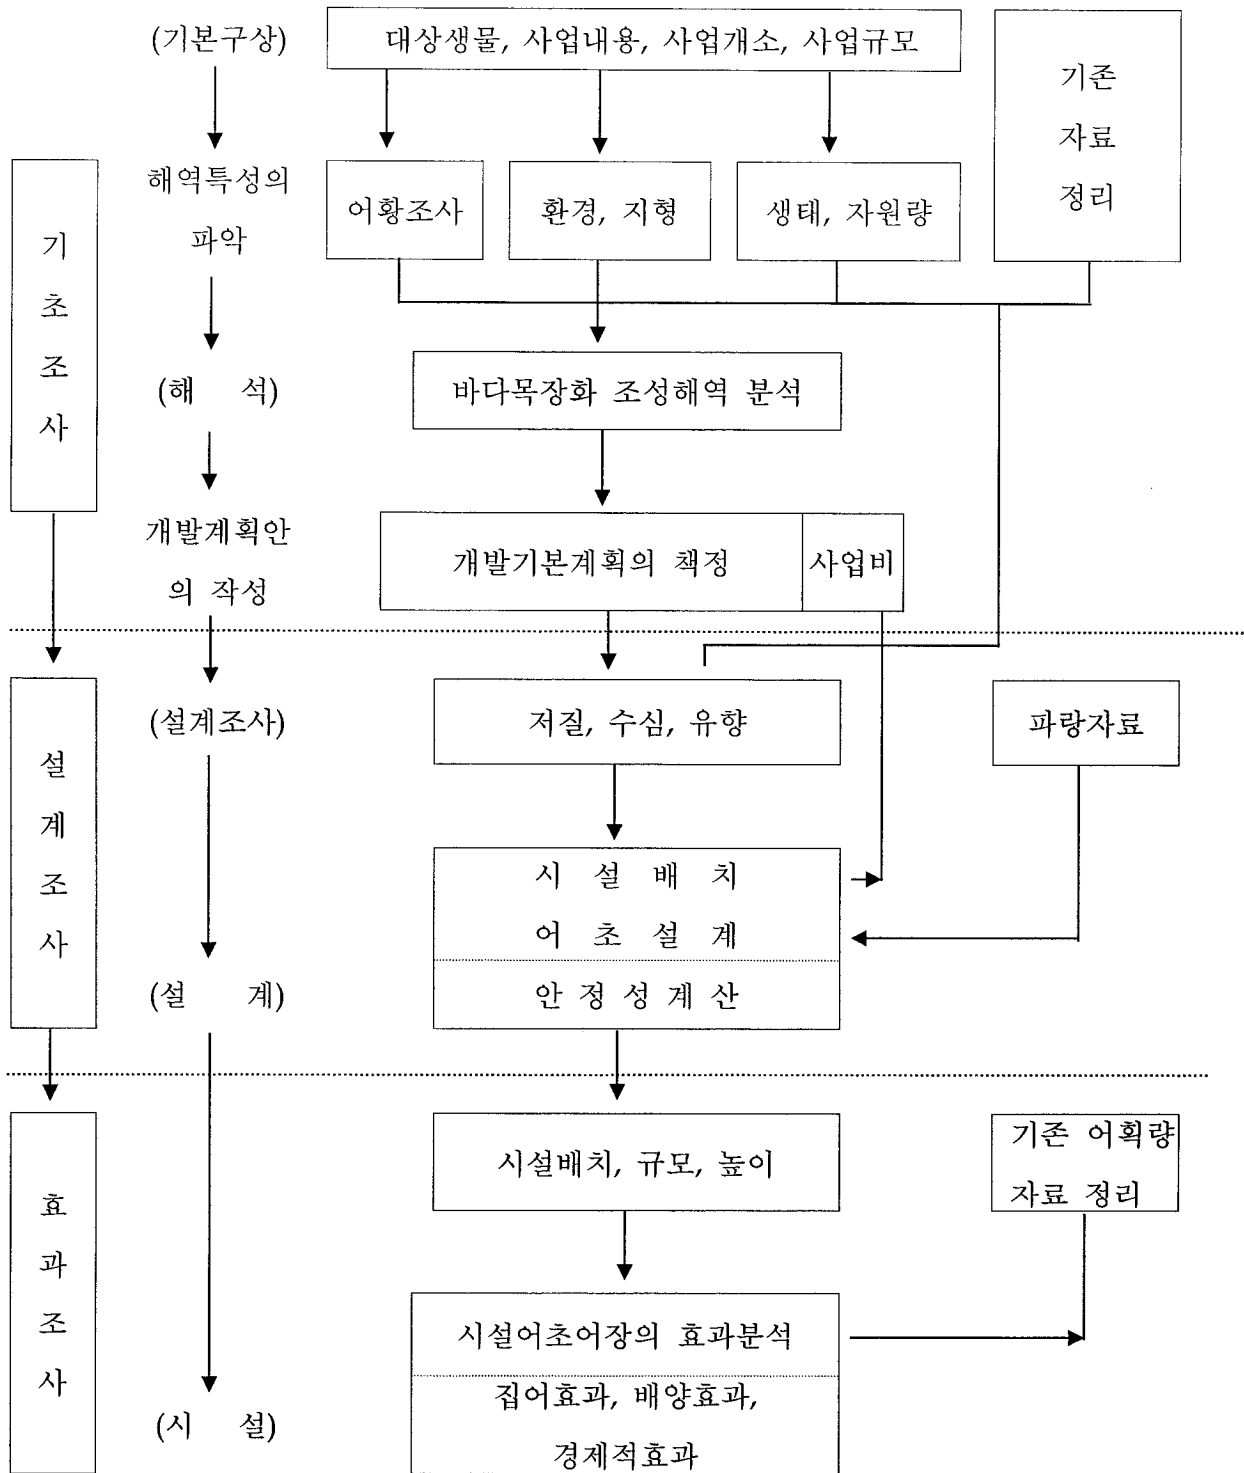 (기본구상)
대상생물, 사업내용, 사업개소, 사업규모
기존
자료
정리
기
초
조
사
해역특성의
파악
어황조사
환경, 지형
생태, 자원량
(해 석)
바다목장화 조성해역 분석
개발계획안
의 작성
개발기본계획의 책정
사업비
설
계
조
사
(설계조사)
저질, 수심, 유향
파랑자료
시 설 배 치
어 초 설 계
안 정 성 계 산
(설 계)
효
과
조
사
시설배치, 규모, 높이
기존 어획량
자료 정리
시설어초어장의 효과분석
집어효과, 배양효과,
경제적효과
(시 설)